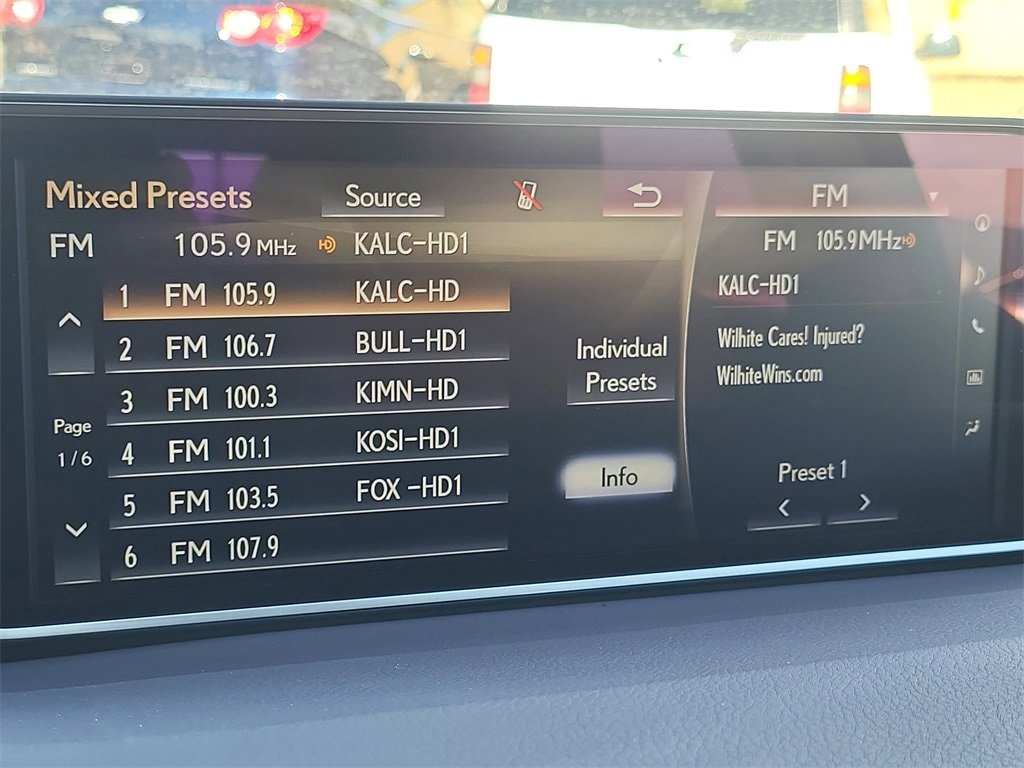 Mixed Presets Source FM
FM 105.9 MHz HD KALC-HD1
FM 105.9MHz HD
1 FM 105.9 KALC-HD
KALC-HD1
2 FM 106.7 BULL-HD1
Wilhite Cares! Injured?
WilhiteWins.com
3 FM 100.3 KIMN-HD
Individual
Presets
Page
1/6
4 FM 101.1 KOSI-HD1
Info
Preset 1
5 FM 103.5 FOX -HD1
6 FM 107.9